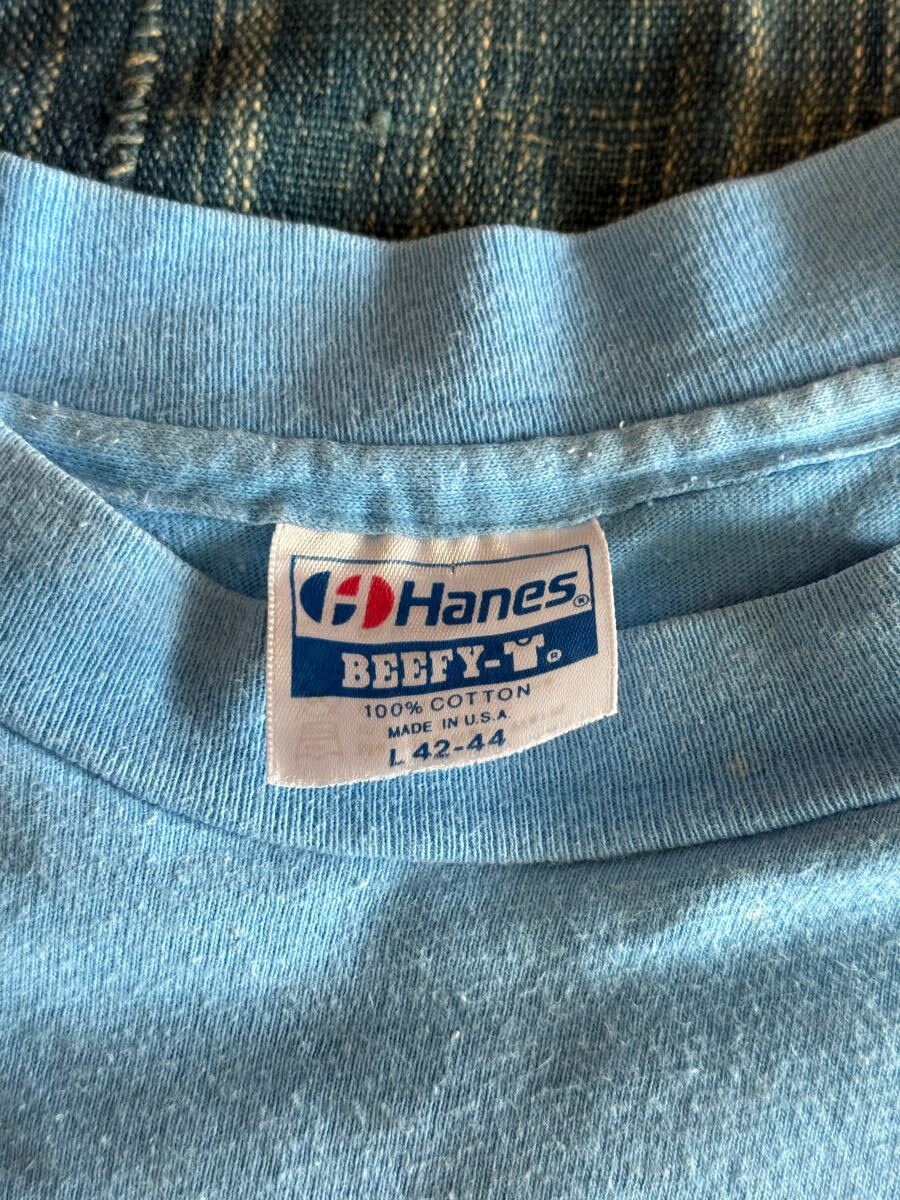 Hanes®
BEEFY-®
100% COTTON
MADE IN U.S.A.
L 42-44